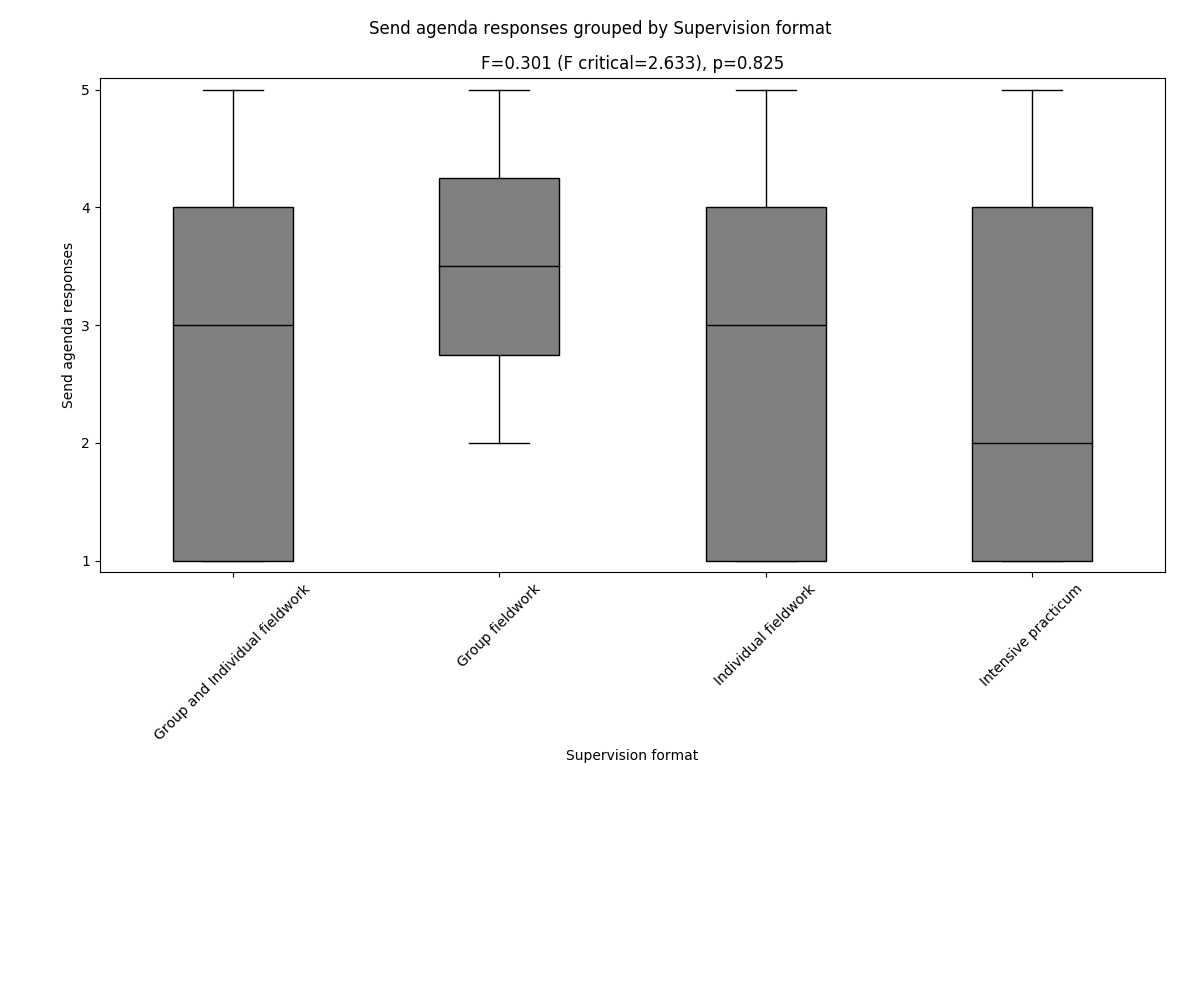 Send agenda responses grouped by Supervision format
F=0.301 (F critical=2.633), p=0.825
Send agenda responses
5
4
3
2
1
Group and Individual fieldwork
Group fieldwork
Individual fieldwork
Intensive practicum
Supervision format